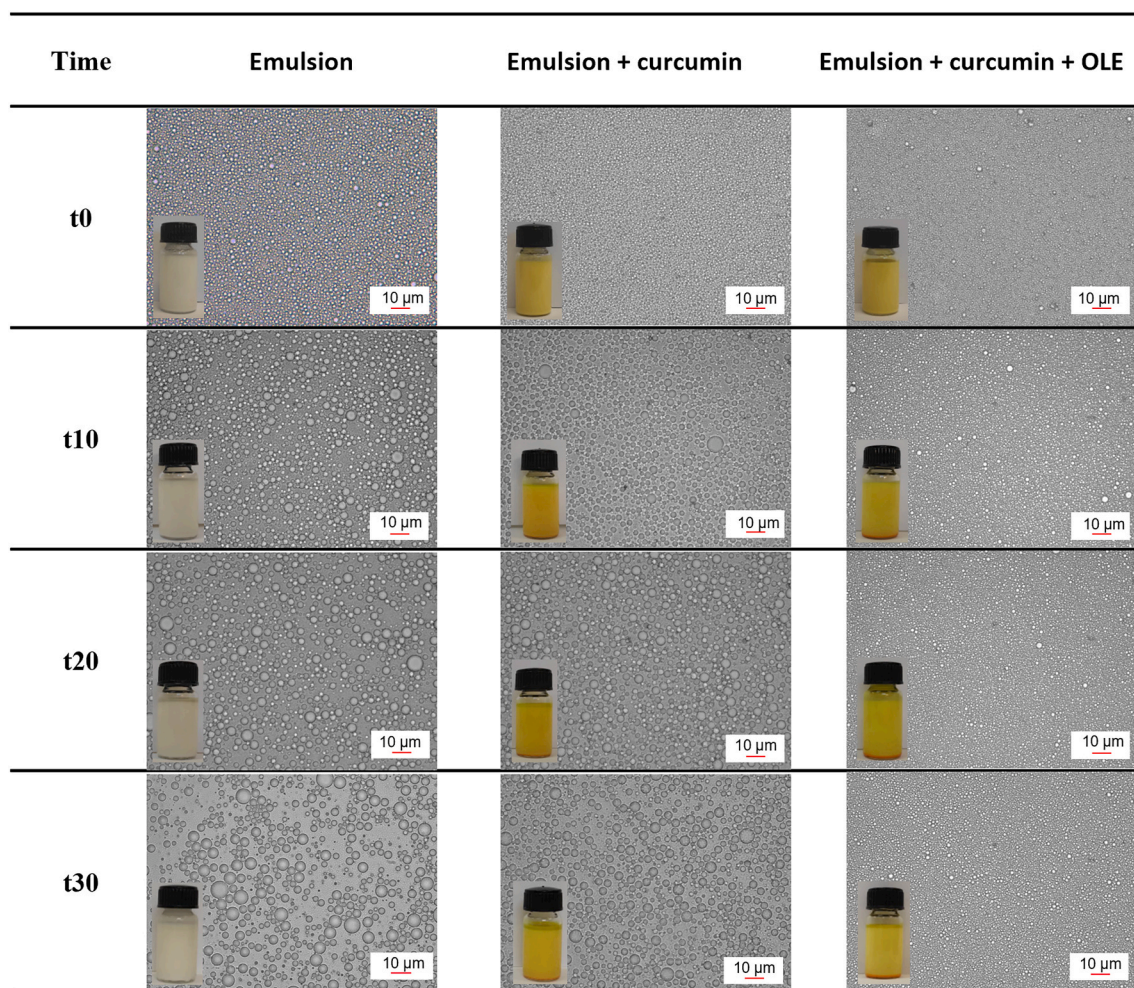 Time Emulsion Emulsion + curcumin Emulsion + curcumin + OLE
t0 10 µm 10 µm 10 µm
t10 10 µm 10 µm 10 µm
t20 10 µm 10 µm 10 µm
t30 10 µm 10 µm 10 µm